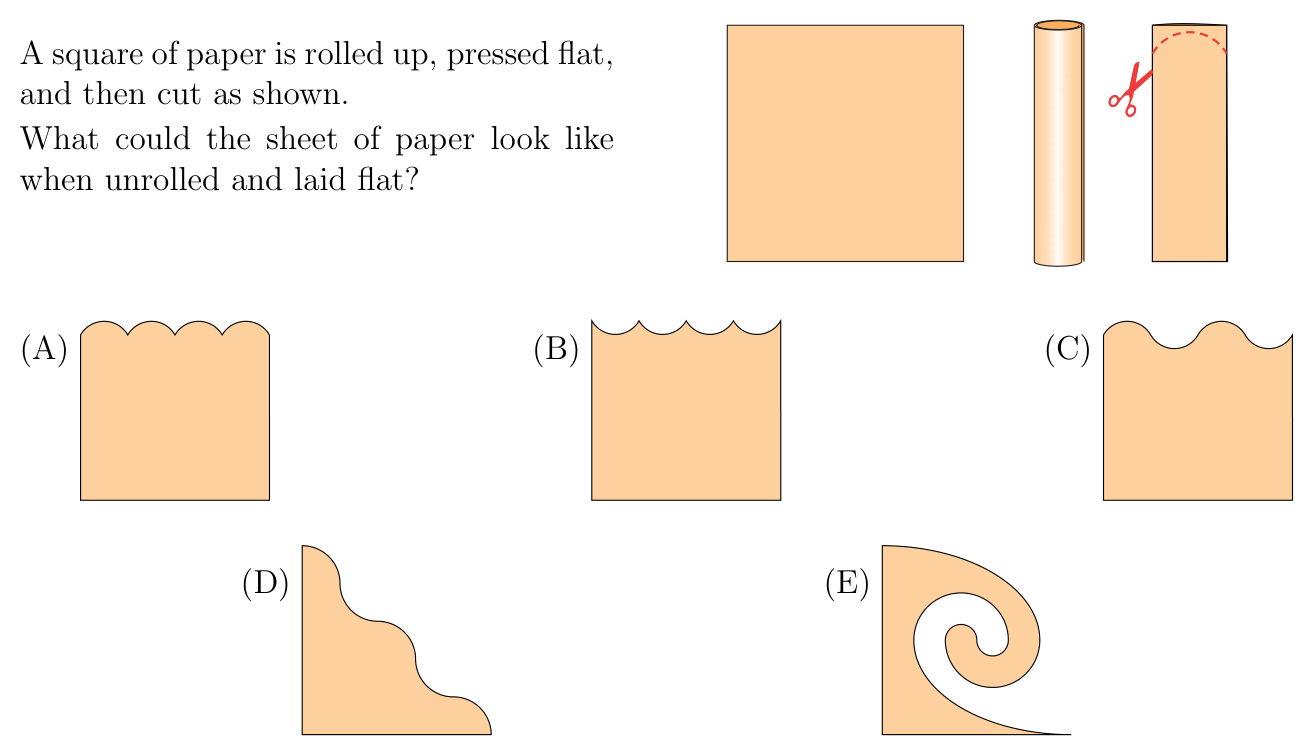 A square of paper is rolled up, pressed flat,
and then cut as shown.
What could the sheet of paper look like
when unrolled and laid flat?
(A)
(B)
(C)
(D)
(E)